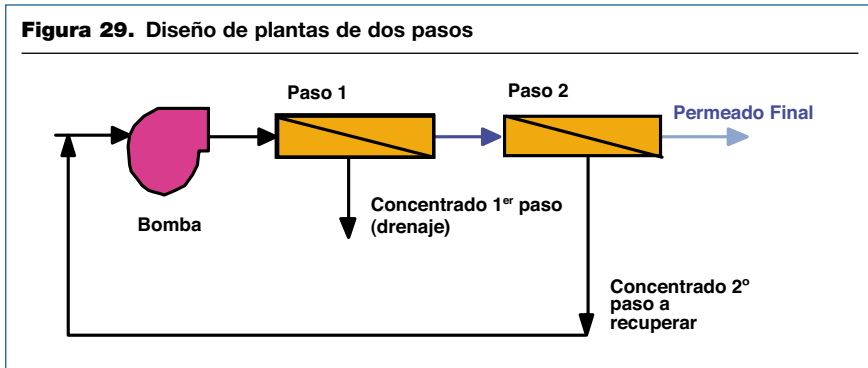 Figura 29. Diseño de plantas de dos pasos
Paso 1
Paso 2
Permeado Final
Bomba
Concentrado 1er paso
(drenaje)
Concentrado 2º
paso a
recuperar